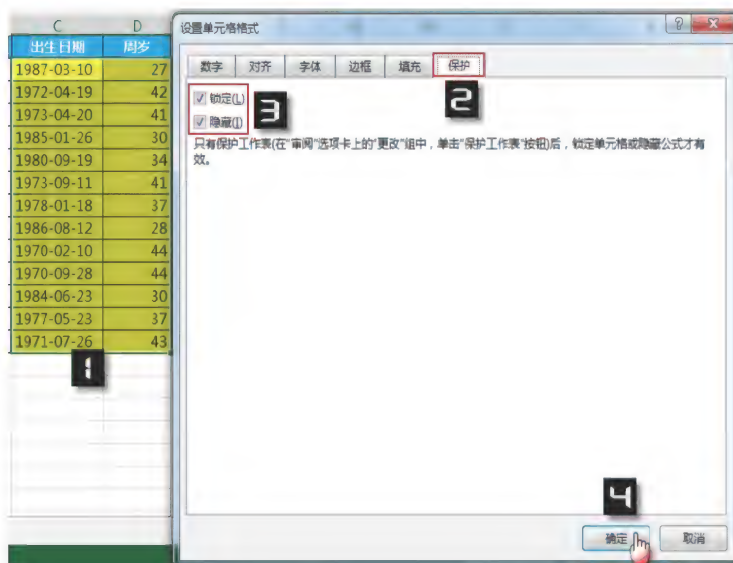 C D
出生日期 周岁
1987-03-10 27
1972-04-19 42
1973-04-20 41
1985-01-26 30
1980-09-19 34
1973-09-11 41
1978-01-18 37
1986-08-12 28
1970-02-10 44
1970-09-28 44
1984-06-23 30
1977-05-23 37
1971-07-26 43
1
设置单元格格式
数字 对齐 字体 边框 填充 保护
2
锁定(L)
隐藏(I)
3
只有保护工作表(在"审阅"选项卡上的"更改"组中，单击"保护工作表"按钮)后，锁定单元格或隐藏公式才有
效。
4
确定 取消